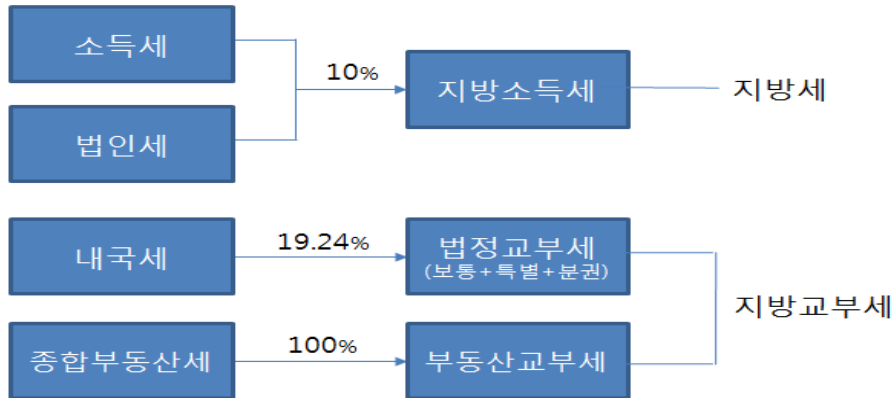 소득세
10%
지방소득세
지방세
법인세
내국세
19.24%
법정교부세
(보통+특별+분권)
지방교부세
종합부동산세
100%
부동산교부세